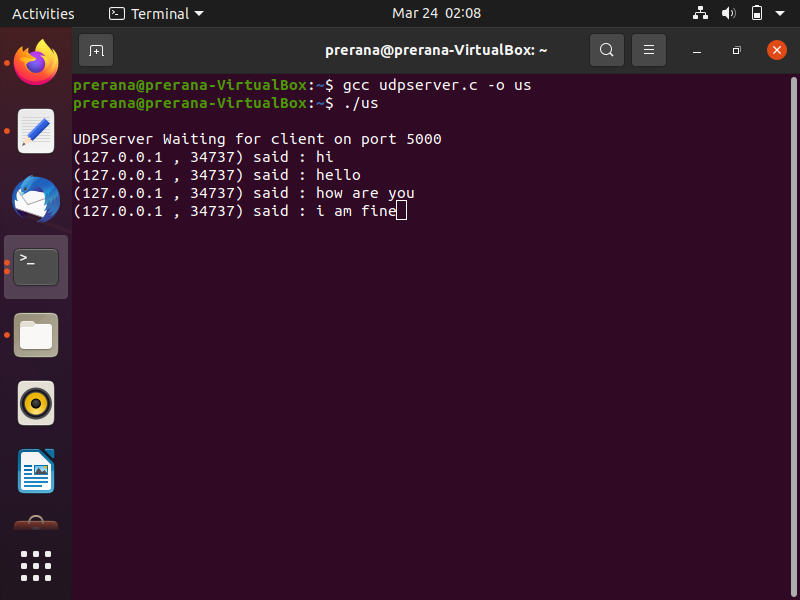 Activities Terminal Mar 24 02:08
prerana@prerana-VirtualBox: ~
prerana@prerana-VirtualBox:~$ gcc udpserver.c -o us
prerana@prerana-VirtualBox:~$ ./us
UDPServer Waiting for client on port 5000
(127.0.0.1 , 34737) said : hi
(127.0.0.1 , 34737) said : hello
(127.0.0.1 , 34737) said : how are you
(127.0.0.1 , 34737) said : i am fine